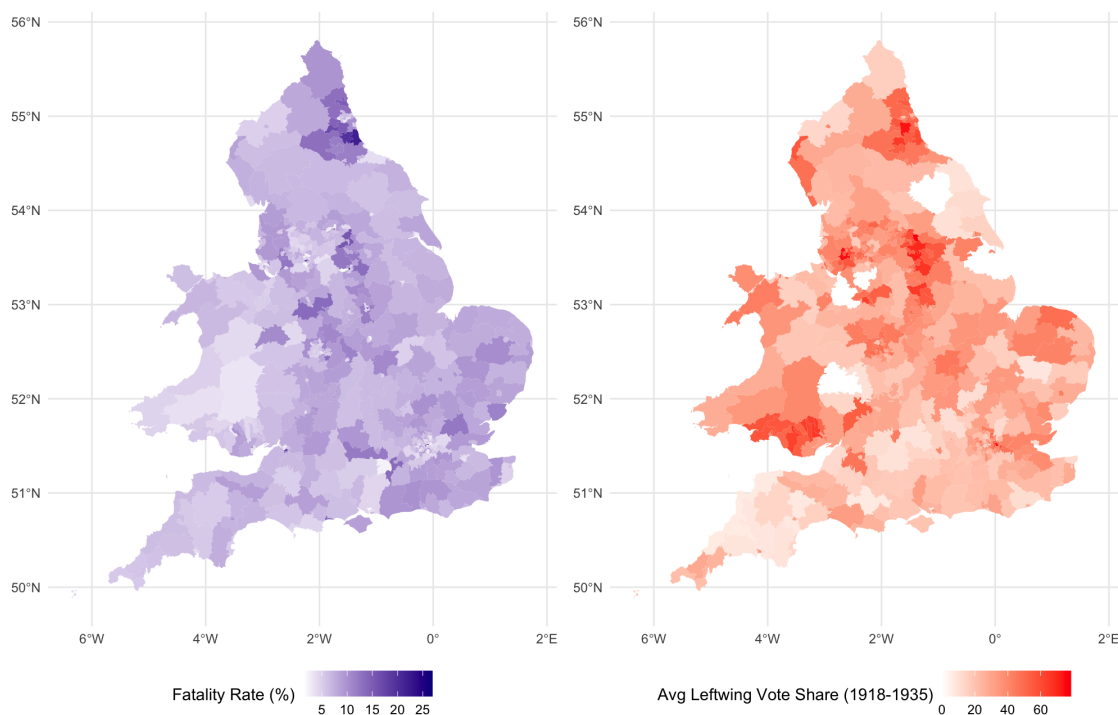 56°N
55°N
54°N
53°N
52°N
51°N
50°N
6°W 4°W 2°W 0° 2°E
Fatality Rate (%)
5 10 15 20 25
56°N
55°N
54°N
53°N
52°N
51°N
50°N
6°W 4°W 2°W 0° 2°E
Avg Leftwing Vote Share (1918-1935)
0 20 40 60